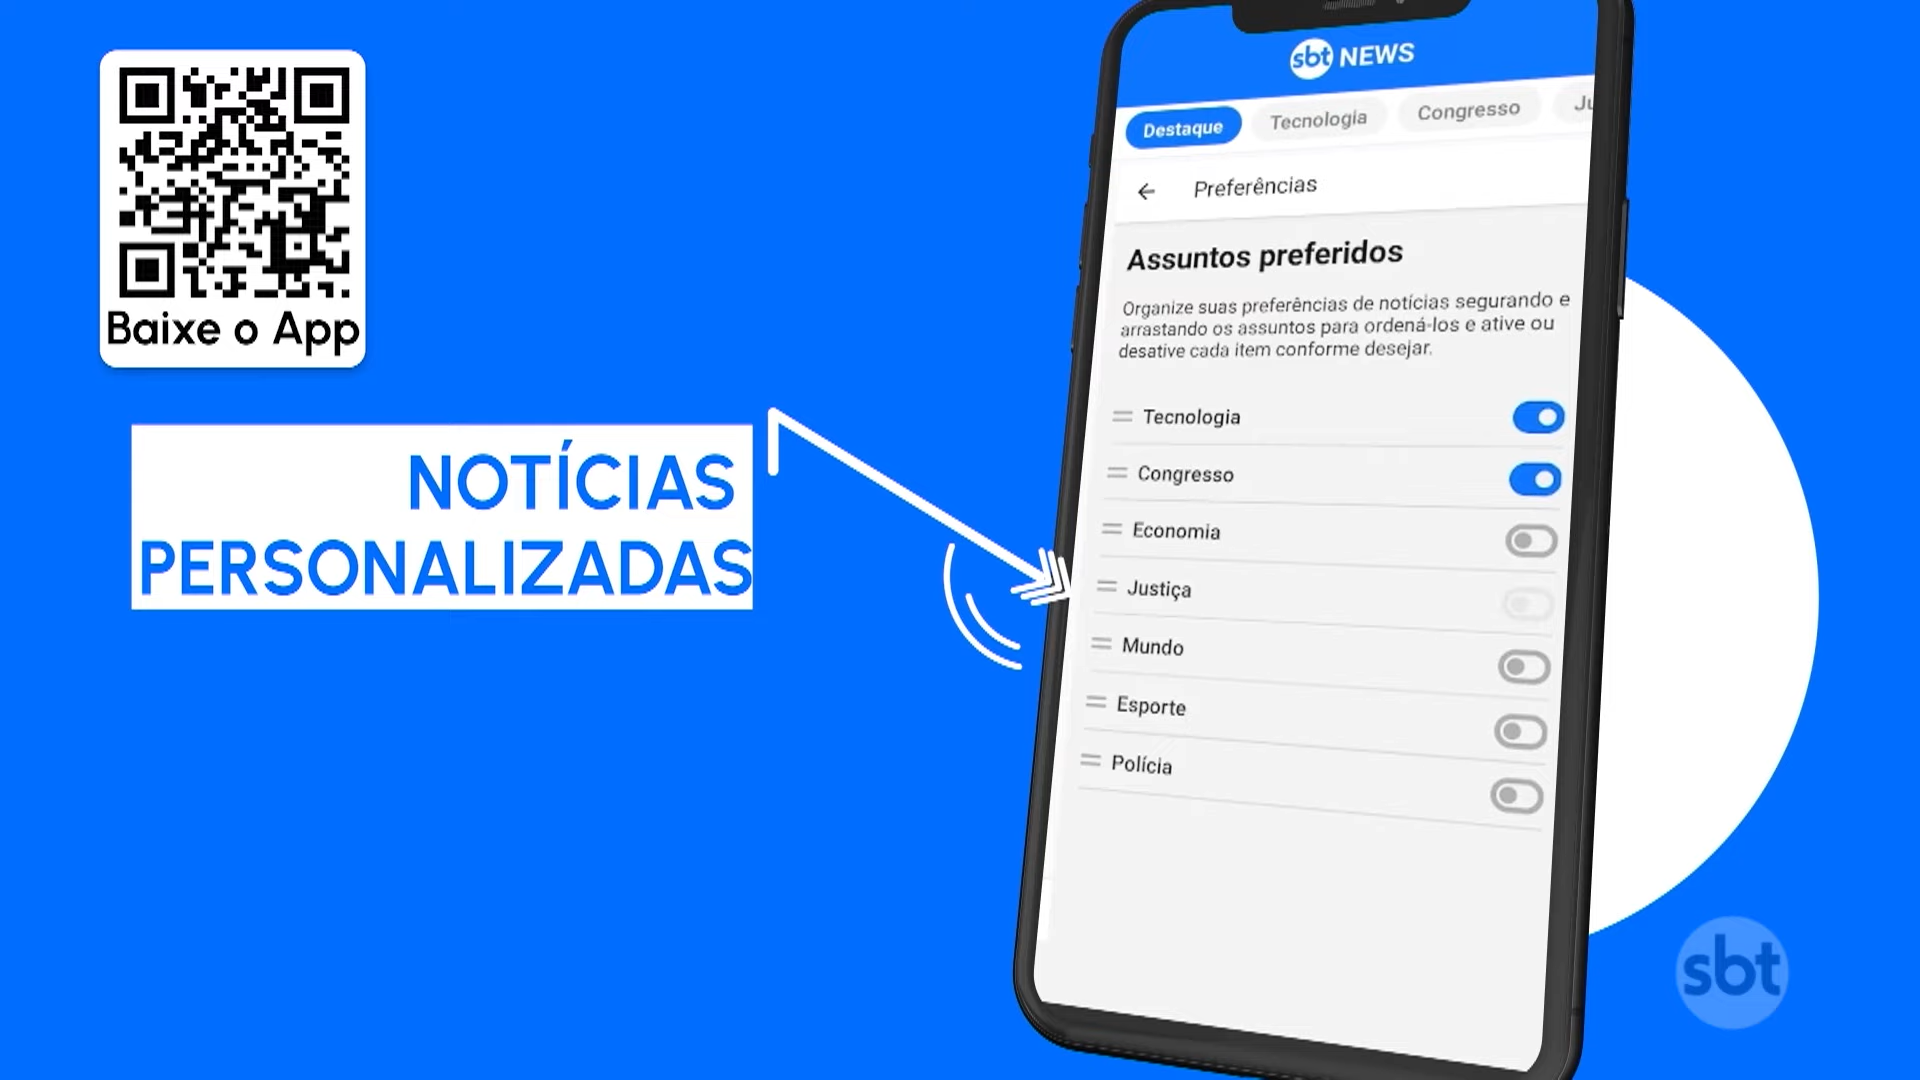 Baixe o App
NOTÍCIAS
PERSONALIZADAS
sbt NEWS
Destaque Tecnologia Congresso Ju
Preferências
Assuntos preferidos
Organize suas preferências de notícias segurando e
arrastando os assuntos para ordená-los e ative ou
desative cada item conforme desejar.
Tecnologia
Congresso
Economia
Justiça
Mundo
Esporte
Polícia
sbt